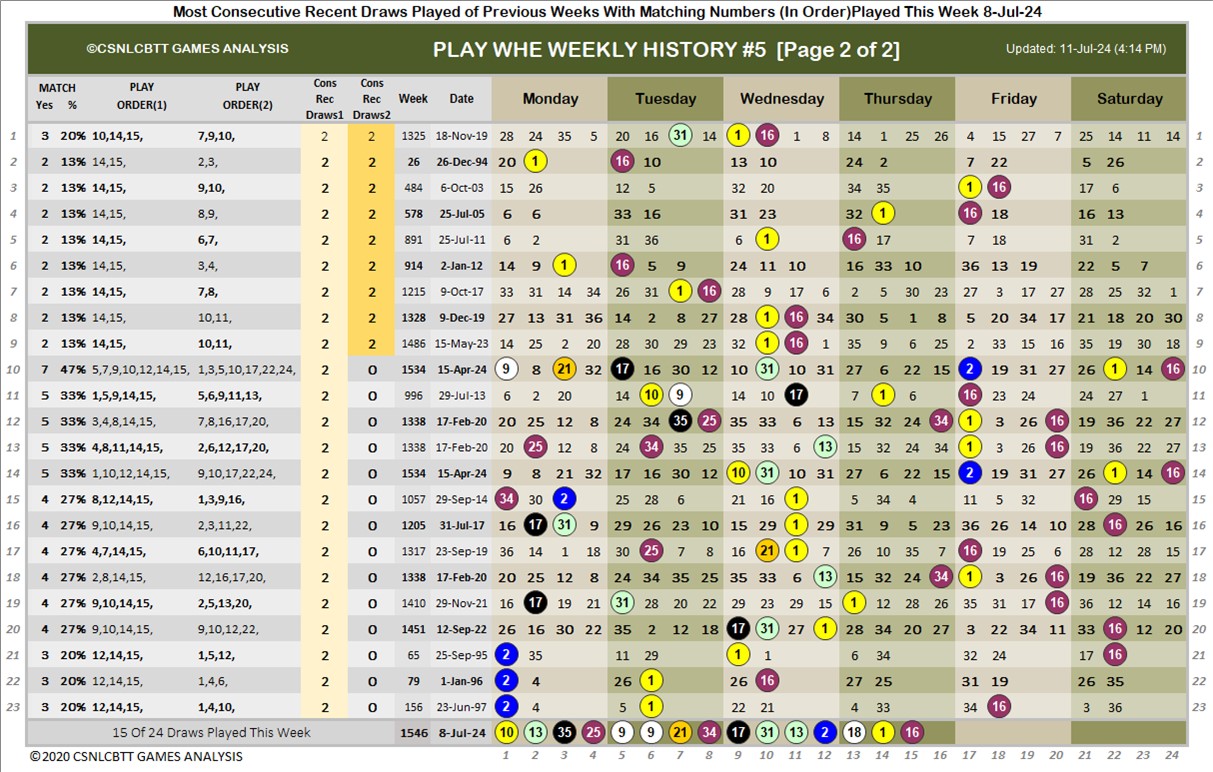 Most Consecutive Recent Draws Played of Previous Weeks With Matching Numbers (In Order)Played This Week 8-Jul-24
©CSNLCBTT GAMES ANALYSIS PLAY WHE WEEKLY HISTORY #5 [Page 2 of 2] Updated: 11-Jul-24 (4:14 PM)
MATCH PLAY PLAY Cons Cons Week Date Monday Tuesday Wednesday Thursday Friday Saturday
Yes % ORDER(1) ORDER(2) Rec Rec
Draws1 Draws2
1 3 20% 10,14,15, 7,9,10, 2 2 1325 18-Nov-19 28 24 35 5 20 16 31 14 1 16 1 8 14 1 25 26 4 15 27 7 25 14 11 14 1
2 2 13% 14,15, 2,3, 2 2 26 26-Dec-94 20 1 16 10 13 10 24 2 7 22 5 26 2
3 2 13% 14,15, 9,10, 2 2 484 6-Oct-03 15 26 12 5 32 20 34 35 1 16 17 6 3
4 2 13% 14,15, 8,9, 2 2 578 25-Jul-05 6 6 33 16 31 23 32 1 16 18 16 13 4
5 2 13% 14,15, 6,7, 2 2 891 25-Jul-11 6 2 31 36 6 1 16 17 7 18 31 2 5
6 2 13% 14,15, 3,4, 2 2 914 2-Jan-12 14 9 1 16 5 9 24 11 10 16 33 10 36 13 19 22 5 7 6
7 2 13% 14,15, 7,8, 2 2 1215 9-Oct-17 33 31 14 34 26 31 1 16 28 9 17 6 2 5 30 23 27 3 17 27 28 25 32 1 7
8 2 13% 14,15, 10,11, 2 2 1328 9-Dec-19 27 13 31 36 14 2 8 27 28 1 16 34 30 5 1 8 5 20 34 17 21 18 20 30 8
9 2 13% 14,15, 10,11, 2 2 1486 15-May-23 14 25 2 20 28 30 29 23 32 1 16 1 35 9 6 25 2 33 15 16 35 19 30 18 9
10 7 47% 5,7,9,10,12,14,15, 1,3,5,10,17,22,24, 2 0 1534 15-Apr-24 9 8 21 32 17 16 30 12 10 31 10 31 27 6 22 15 2 19 31 27 26 1 14 16 10
11 5 33% 1,5,9,14,15, 5,6,9,11,13, 2 0 996 29-Jul-13 6 2 20 14 10 9 14 10 17 7 1 6 16 23 24 24 27 1 11
12 5 33% 3,4,8,14,15, 7,8,16,17,20, 2 0 1338 17-Feb-20 20 25 12 8 24 34 35 25 35 33 6 13 15 32 24 34 1 3 26 16 19 36 22 27 12
13 5 33% 4,8,11,14,15, 2,6,12,17,20, 2 0 1338 17-Feb-20 20 25 12 8 24 34 35 25 35 33 6 13 15 32 24 34 1 3 26 16 19 36 22 27 13
14 5 33% 1,10,12,14,15, 9,10,17,22,24, 2 0 1534 15-Apr-24 9 8 21 32 17 16 30 12 10 31 10 31 27 6 22 15 2 19 31 27 26 1 14 16 14
15 4 27% 8,12,14,15, 1,3,9,16, 2 0 1057 29-Sep-14 34 30 2 25 28 6 21 16 1 5 34 4 11 5 32 16 29 15 15
16 4 27% 9,10,14,15, 2,3,11,22, 2 0 1205 31-Jul-17 16 17 31 9 29 26 23 10 15 29 1 29 31 9 5 23 36 26 14 10 28 16 26 16 16
17 4 27% 4,7,14,15, 6,10,11,17, 2 0 1317 23-Sep-19 36 14 1 18 30 25 7 8 16 21 1 7 26 10 35 7 16 19 25 6 28 12 28 15 17
18 4 27% 2,8,14,15, 12,16,17,20, 2 0 1338 17-Feb-20 20 25 12 8 24 34 35 25 35 33 6 13 15 32 24 34 1 3 26 16 19 36 22 27 18
19 4 27% 9,10,14,15, 2,5,13,20, 2 0 1410 29-Nov-21 16 17 19 21 31 28 20 22 29 23 29 15 1 12 28 26 35 31 17 16 36 12 14 16 19
20 4 27% 9,10,14,15, 9,10,12,22, 2 0 1451 12-Sep-22 26 16 30 22 35 2 12 18 17 31 27 1 28 34 20 27 3 22 34 11 33 16 12 20 20
21 3 20% 12,14,15, 1,5,12, 2 0 65 25-Sep-95 2 35 11 29 1 1 6 34 32 24 17 16 21
22 3 20% 12,14,15, 1,4,6, 2 0 79 1-Jan-96 2 4 26 1 26 16 27 25 31 19 26 35 22
23 3 20% 12,14,15, 1,4,10, 2 0 156 23-Jun-97 2 4 5 1 22 21 4 33 34 16 3 36 23
15 Of 24 Draws Played This Week 1546 8-Jul-24 10 13 35 25 9 9 21 34 17 31 13 2 18 1 16
©2020 CSNLCBTT GAMES ANALYSIS 1 2 3 4 5 6 7 8 9 10 11 12 13 14 15 16 17 18 19 20 21 22 23 24